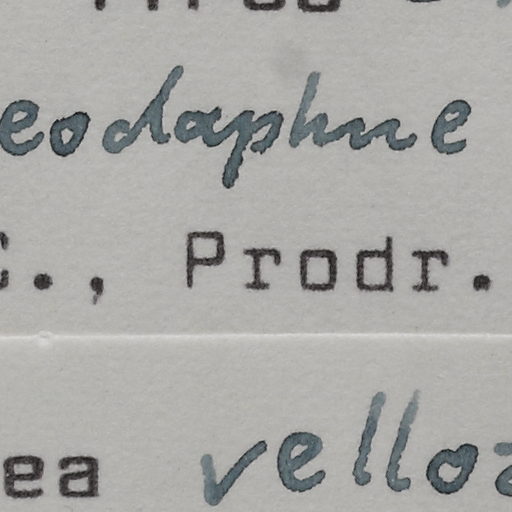 eodaphne
C., Prodr.
ea vello